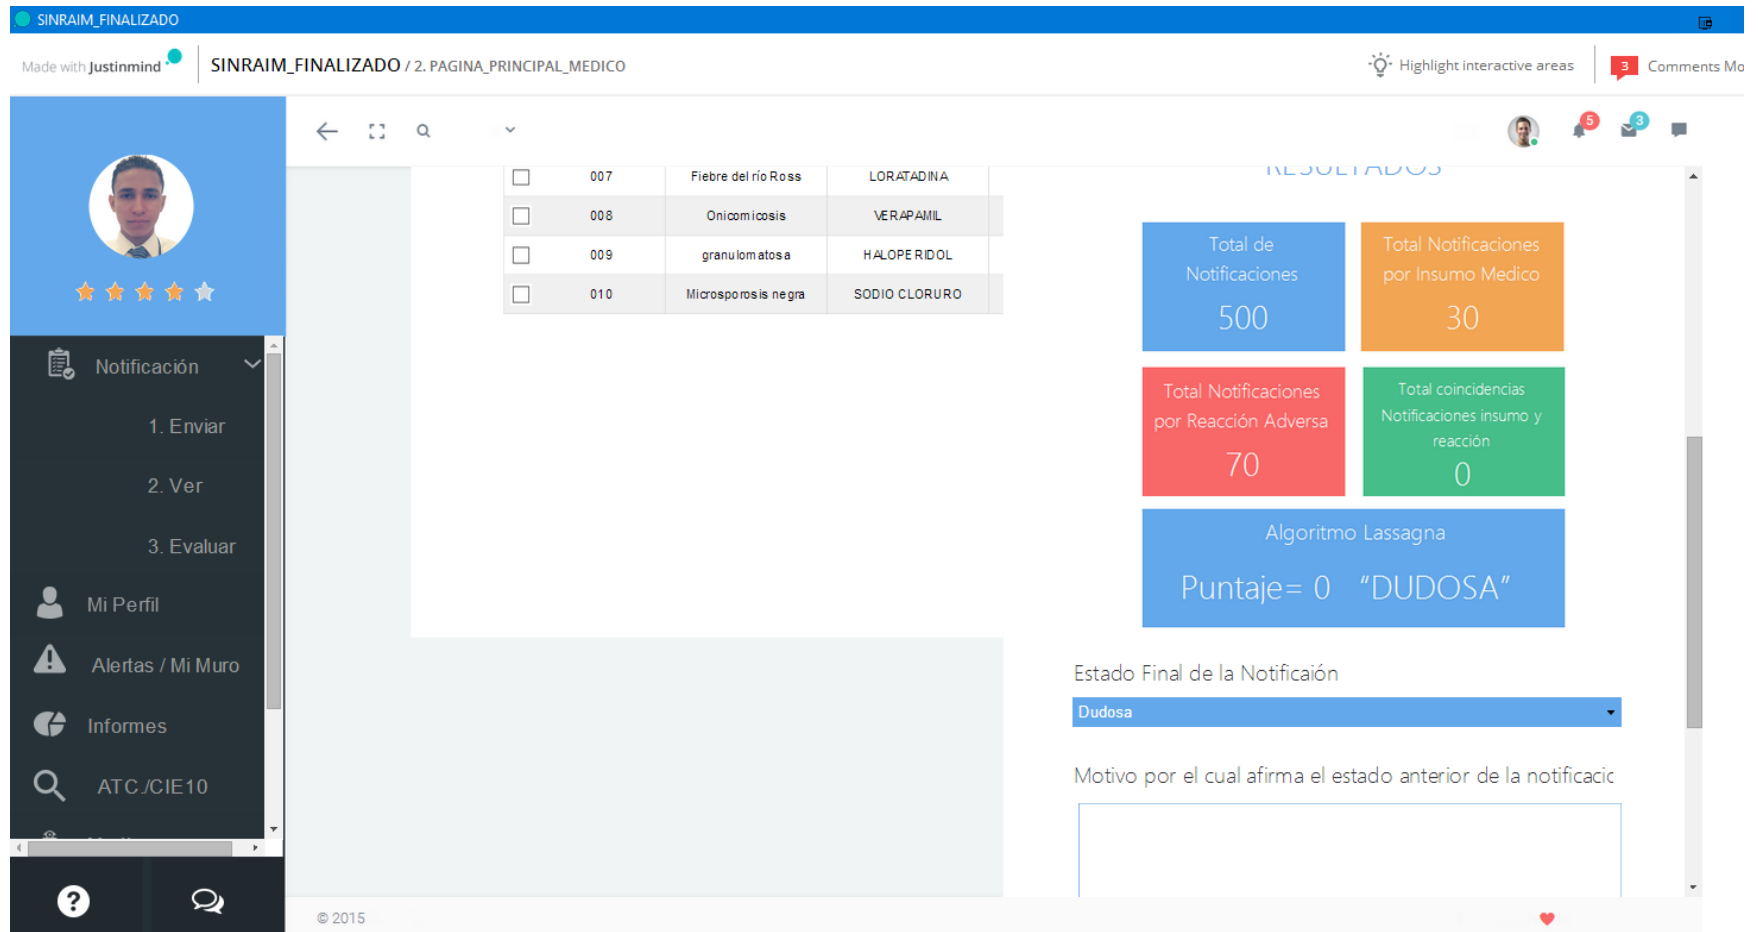 SINRAIM_FINALIZADO
Made with Justinmind
SINRAIM_FINALIZADO / 2. PAGINA_PRINCIPAL_MEDICO
Highlight interactive areas
3 Comments Mo
5
3
Notificación
1. Enviar
2. Ver
3. Evaluar
Mi Perfil
Alertas / Mi Muro
Informes
ATC./CIE10
007 Fiebre del río Ross LORATADINA
008 Onicomicosis VERAPAMIL
009 granulomatosa HALOPERIDOL
010 Microsporosis negra SODIO CLORURO
RESULTADOS
Total de
Notificaciones
500
Total Notificaciones
por Insumo Medico
30
Total Notificaciones
por Reacción Adversa
70
Total coincidencias
Notificaciones insumo y
reacción
0
Algoritmo Lassagna
Puntaje= 0 “DUDOSA”
Estado Final de la Notificaión
Dudosa
Motivo por el cual afirma el estado anterior de la notificacic
© 2015